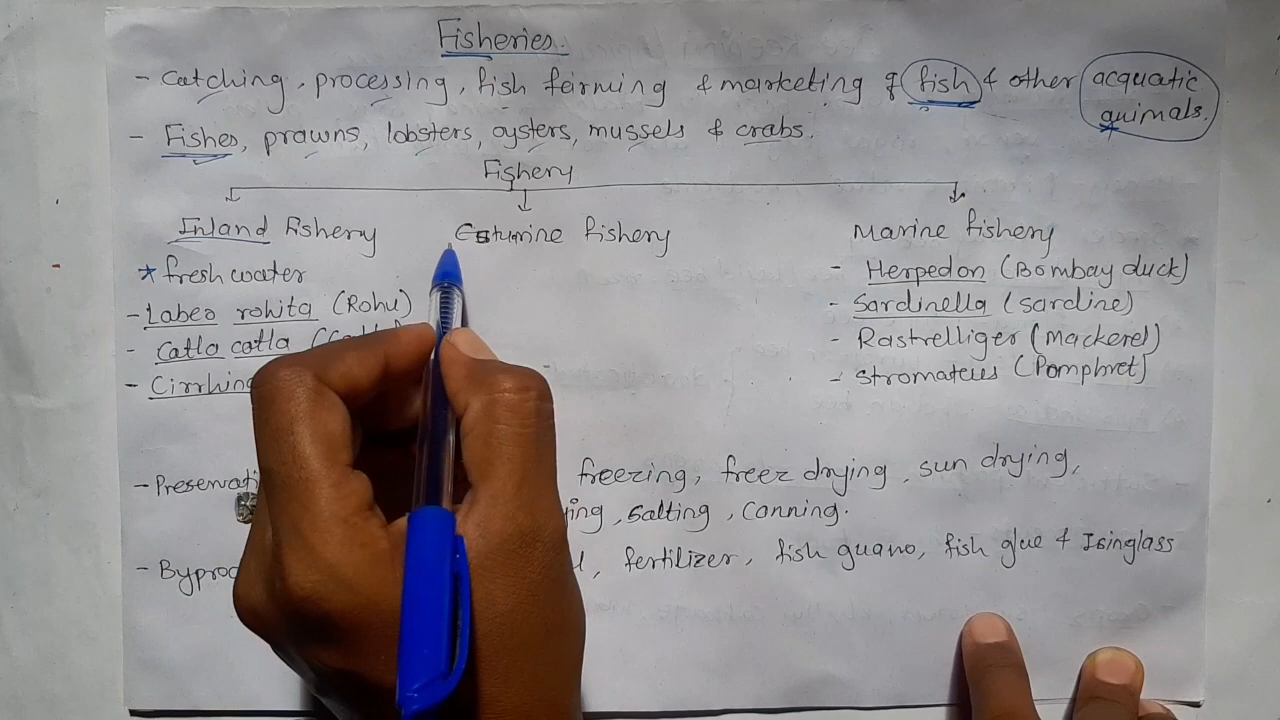 Fisheries.
- Catching, processing, fish farming & marketing of fish & other acquatic
animals.
- Fishes, prawns, lobsters, oysters, mussels & crabs.
Fishery
Inland Fishery
* fresh water
- Labeo rohita (Rohu)
- Catla catla
-
Esturine fishery
Marine fishery
- Herpedon (Bombay duck)
- Sardinella (Sardine)
- Rastrelliger (Mackerel)
- Stromateus (Pomphret)
- freezing, freez drying, sun drying,
, Salting, Canning.
- , fertilizer, fish guano, fish glue & Isinglass